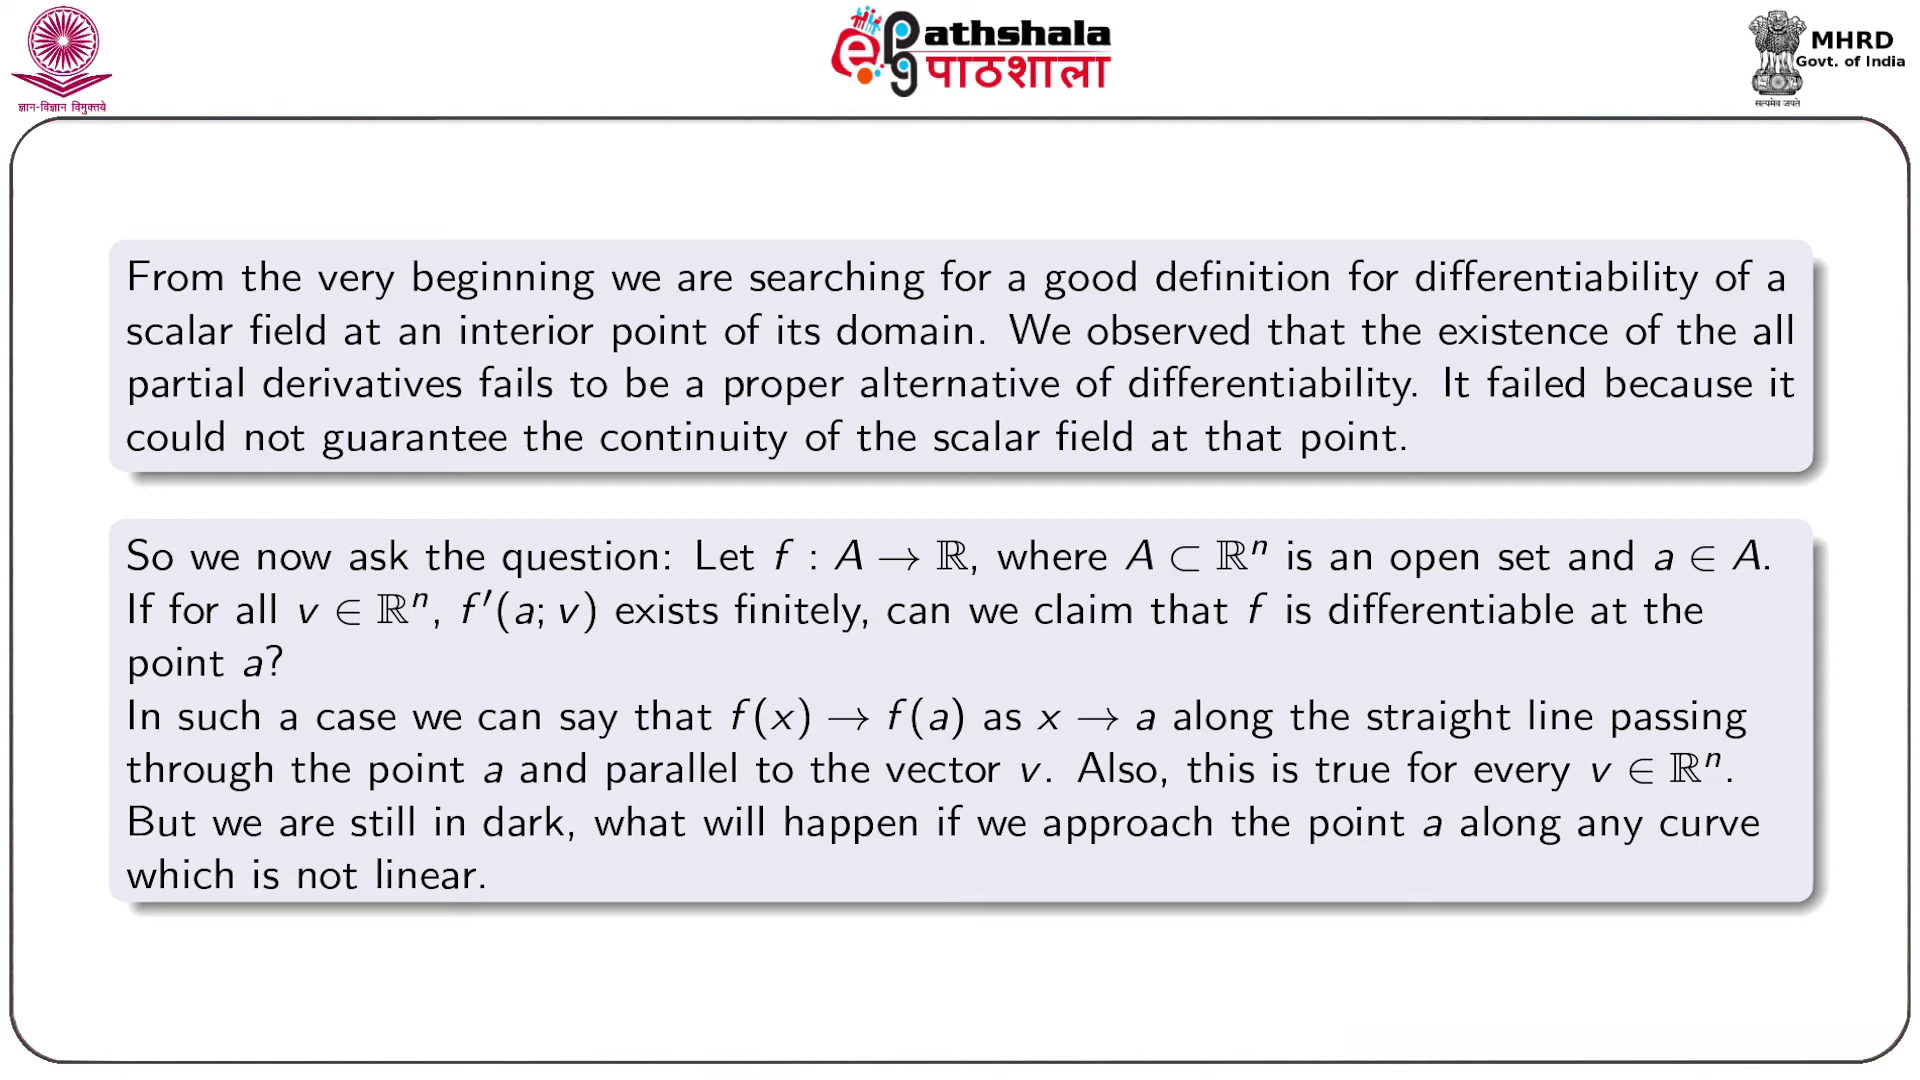 ज्ञान-विज्ञान विमुक्तये
ePG athshala
पाठशाला
MHRD
Govt. of India
सत्यमेव जयते
From the very beginning we are searching for a good definition for differentiability of a
scalar field at an interior point of its domain. We observed that the existence of the all
partial derivatives fails to be a proper alternative of differentiability. It failed because it
could not guarantee the continuity of the scalar field at that point.
So we now ask the question: Let f : A → ℝ, where A ⊂ ℝⁿ is an open set and a ∈ A.
If for all v ∈ ℝⁿ, f′(a; v) exists finitely, can we claim that f is differentiable at the
point a?
In such a case we can say that f(x) → f(a) as x → a along the straight line passing
through the point a and parallel to the vector v. Also, this is true for every v ∈ ℝⁿ.
But we are still in dark, what will happen if we approach the point a along any curve
which is not linear.